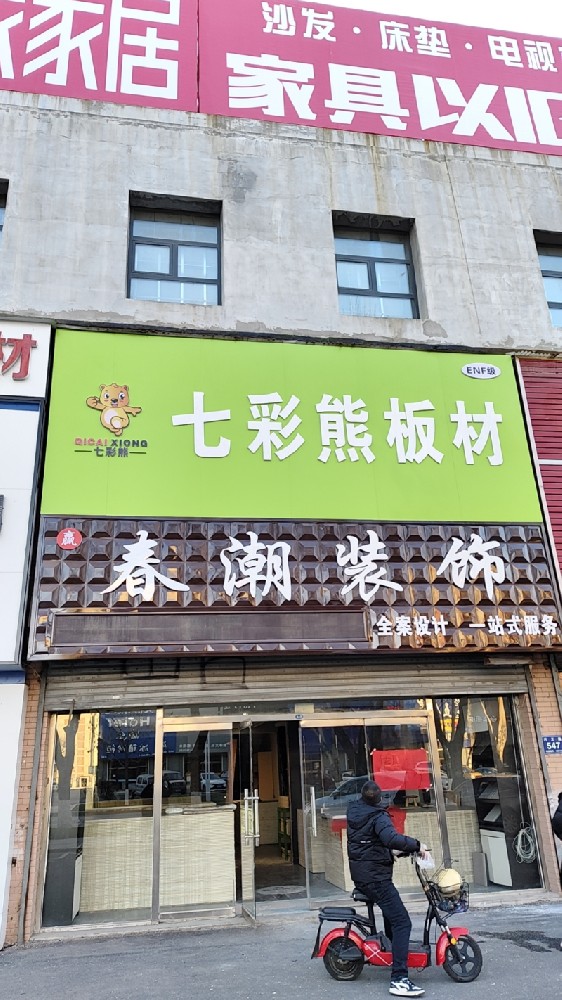 家居
沙发·床垫·电视
家具以
材
ENF级
七彩熊板材
QICAI XIONG
七彩熊
赢
春潮装饰
全案设计 一站式服务
547